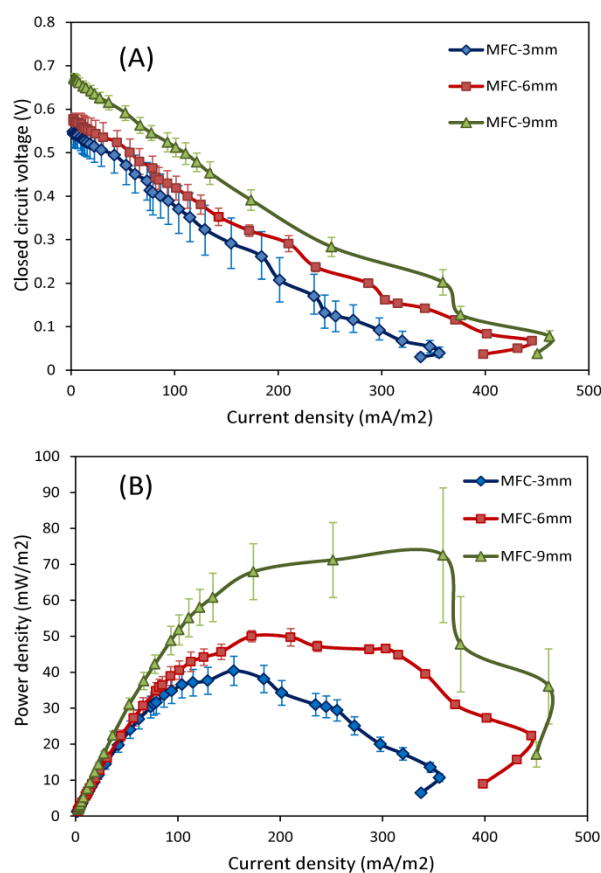 (A)
MFC-3mm
MFC-6mm
MFC-9mm
Closed circuit voltage (V)
0.8
0.7
0.6
0.5
0.4
0.3
0.2
0.1
0
0 100 200 300 400 500
Current density (mA/m2)
(B)
MFC-3mm
MFC-6mm
MFC-9mm
Power density (mW/m2)
100
90
80
70
60
50
40
30
20
10
0
0 100 200 300 400 500
Current density (mA/m2)